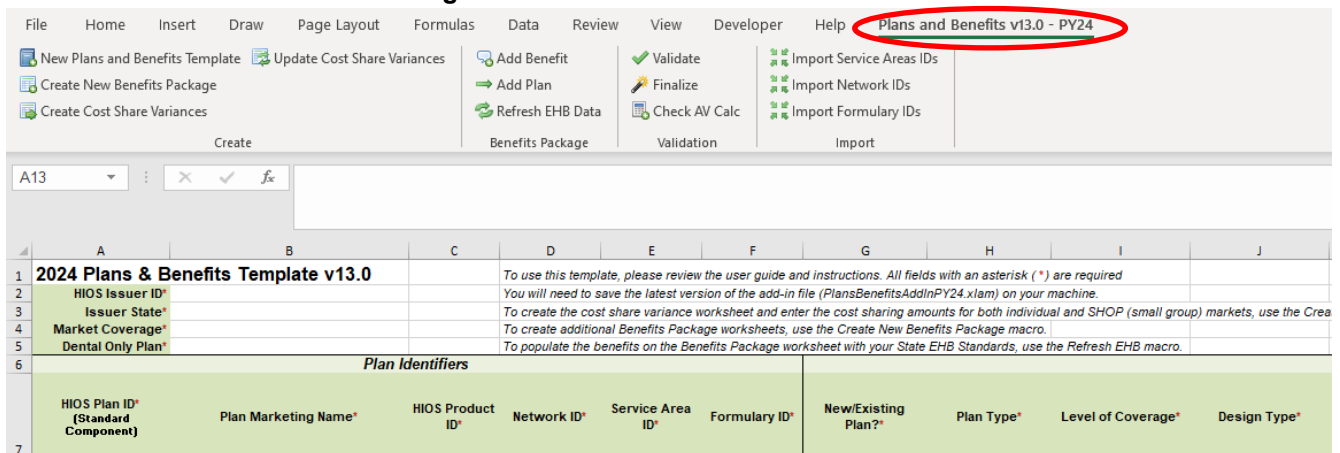 File Home Insert Draw Page Layout Formulas Data Review View Developer Help Plans and Benefits v13.0 - PY24
New Plans and Benefits Template Update Cost Share Variances Add Benefit Validate Import Service Areas IDs
Create New Benefits Package Add Plan Finalize Import Network IDs
Create Cost Share Variances Refresh EHB Data Check AV Calc Import Formulary IDs
Create Benefits Package Validation Import
A13 fx
A B C D E F G H I J
1 2024 Plans & Benefits Template v13.0 To use this template, please review the user guide and instructions. All fields with an asterisk (*) are required
2 HIOS Issuer ID* You will need to save the latest version of the add-in file (PlansBenefitsAddInPY24.xlam) on your machine.
3 Issuer State* To create the cost share variance worksheet and enter the cost sharing amounts for both individual and SHOP (small group) markets, use the Crea
4 Market Coverage* To create additional Benefits Package worksheets, use the Create New Benefits Package macro.
5 Dental Only Plan* To populate the benefits on the Benefits Package worksheet with your State EHB Standards, use the Refresh EHB macro.
6 Plan Identifiers
HIOS Plan ID* New/Existing
(Standard Plan Marketing Name* HIOS Product Network ID* Service Area Formulary ID* Plan?* Plan Type* Level of Coverage* Design Type*
Component) ID* ID*
7